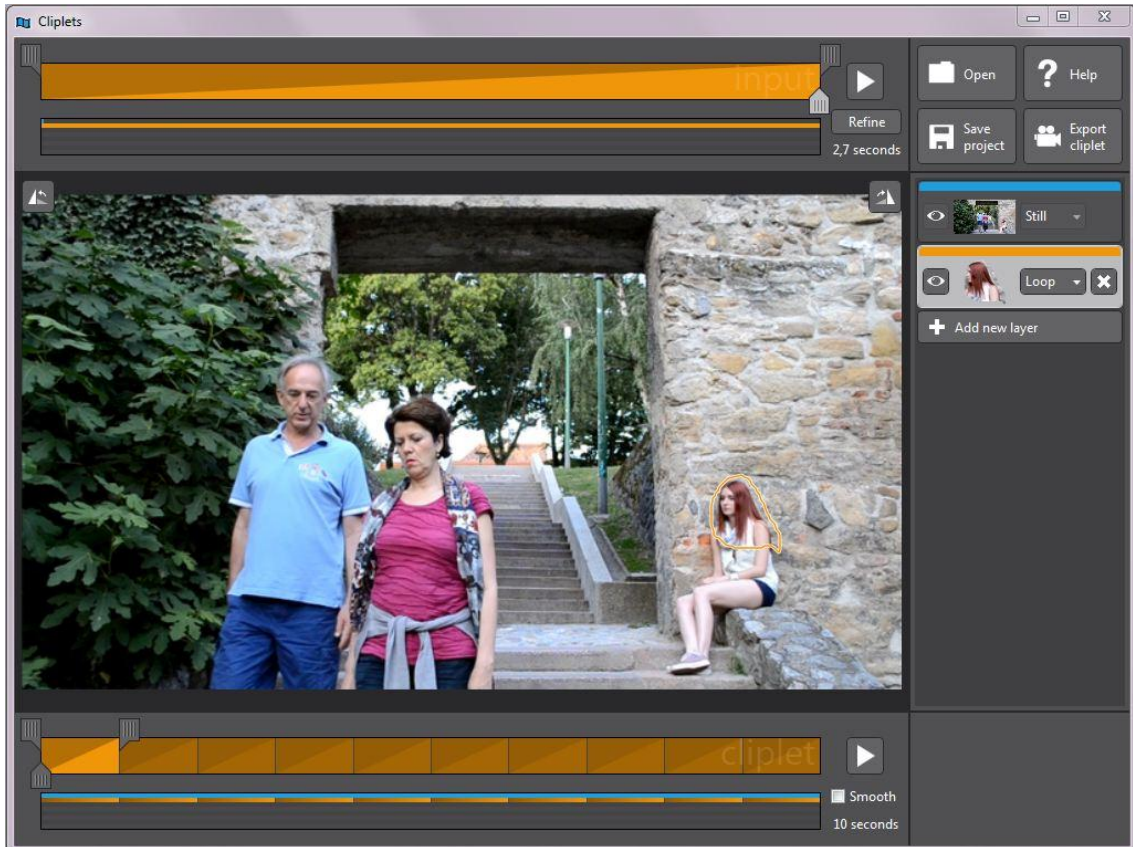 Cliplets
input
Refine
2,7 seconds
Open
Help
Save
project
Export
cliplet
Still
Loop
Add new layer
cliplet
Smooth
10 seconds